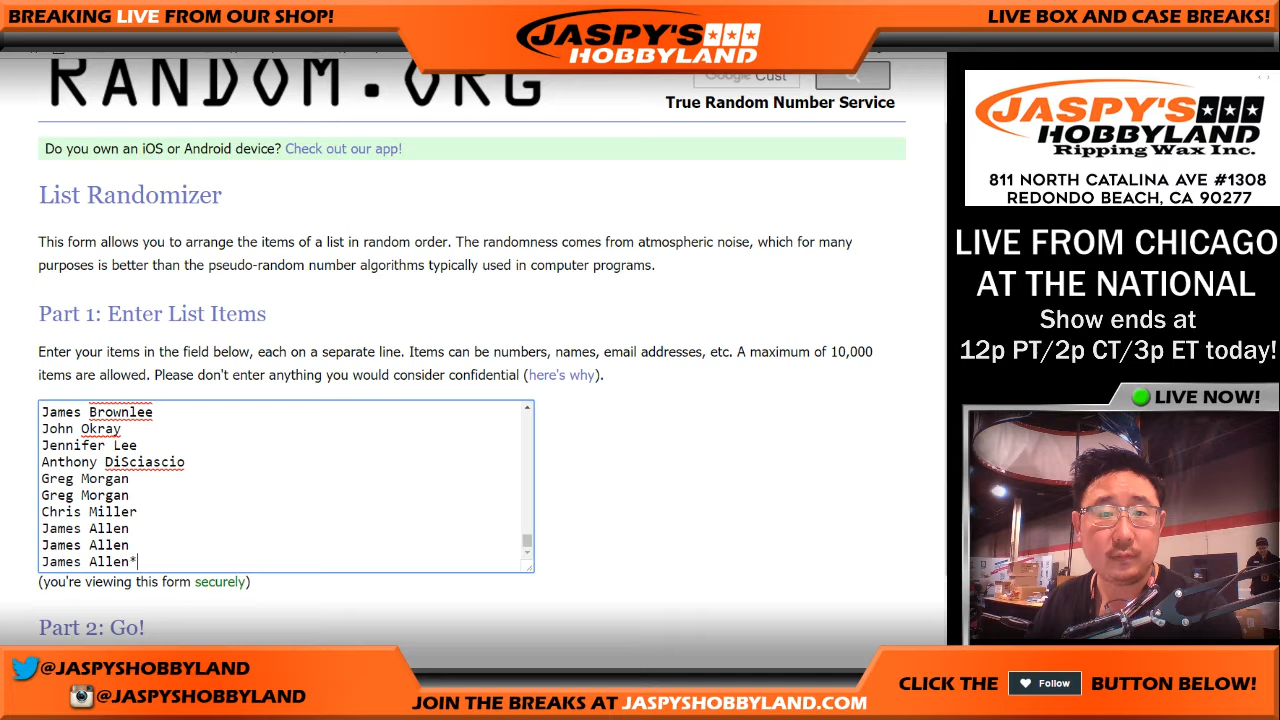 BREAKING LIVE FROM OUR SHOP!
JASPY'S
HOBBYLAND
LIVE BOX AND CASE BREAKS!
RANDOM.ORG
Google Cust
True Random Number Service
Do you own an iOS or Android device? Check out our app!
List Randomizer
This form allows you to arrange the items of a list in random order. The randomness comes from atmospheric noise, which for many
purposes is better than the pseudo-random number algorithms typically used in computer programs.
Part 1: Enter List Items
Enter your items in the field below, each on a separate line. Items can be numbers, names, email addresses, etc. A maximum of 10,000
items are allowed. Please don't enter anything you would consider confidential (here's why).
James Brownlee
John Okray
Jennifer Lee
Anthony DiSciascio
Greg Morgan
Greg Morgan
Chris Miller
James Allen
James Allen
James Allen*
(you're viewing this form securely)
Part 2: Go!
JASPY'S
HOBBYLAND
Ripping Wax Inc.
811 NORTH CATALINA AVE #1308
REDONDO BEACH, CA 90277
LIVE FROM CHICAGO
AT THE NATIONAL
Show ends at
12p PT/2p CT/3p ET today!
LIVE NOW!
@JASPYSHOBBYLAND
@JASPYSHOBBYLAND
JOIN THE BREAKS AT JASPYSHOBBYLAND.COM
CLICK THE Follow BUTTON BELOW!